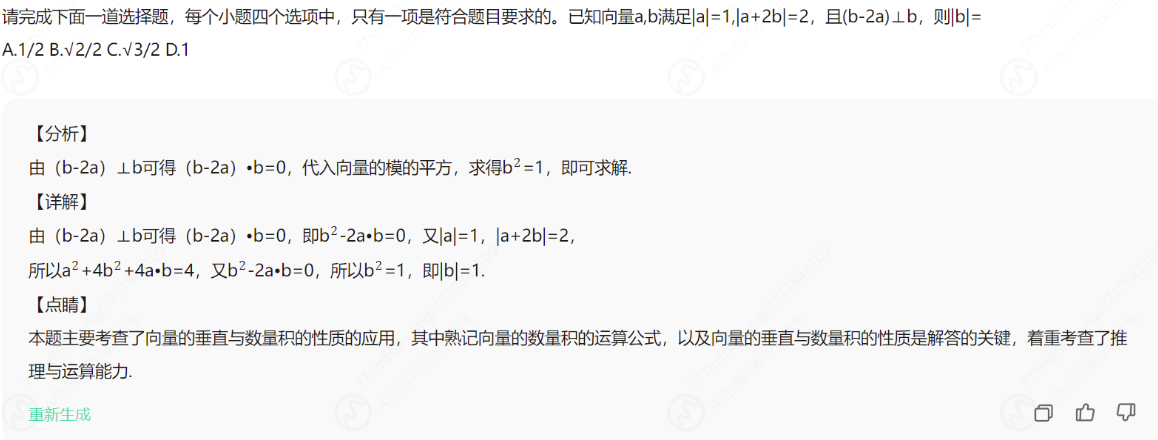 请完成下面一道选择题，每个小题四个选项中，只有一项是符合题目要求的。已知向量a,b满足|a|=1,|a+2b|=2，且(b-2a)⊥b，则|b|=
A.1/2 B.√2/2 C.√3/2 D.1
【分析】
由（b-2a）⊥b可得（b-2a）•b=0，代入向量的模的平方，求得b²=1，即可求解.
【详解】
由（b-2a）⊥b可得（b-2a）•b=0，即b²-2a•b=0，又|a|=1，|a+2b|=2，
所以a²+4b²+4a•b=4，又b²-2a•b=0，所以b²=1，即|b|=1.
【点睛】
本题主要考查了向量的垂直与数量积的性质的应用，其中熟记向量的数量积的运算公式，以及向量的垂直与数量积的性质是解答的关键，着重考查了推
理与运算能力.
重新生成